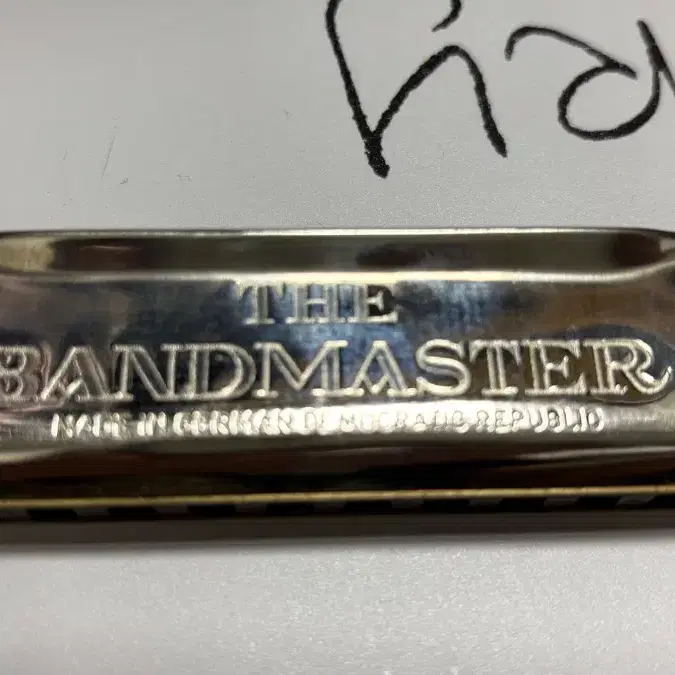 THE
BANDMASTER
MADE IN GERMAN DEMOCRATIC REPUBLIC